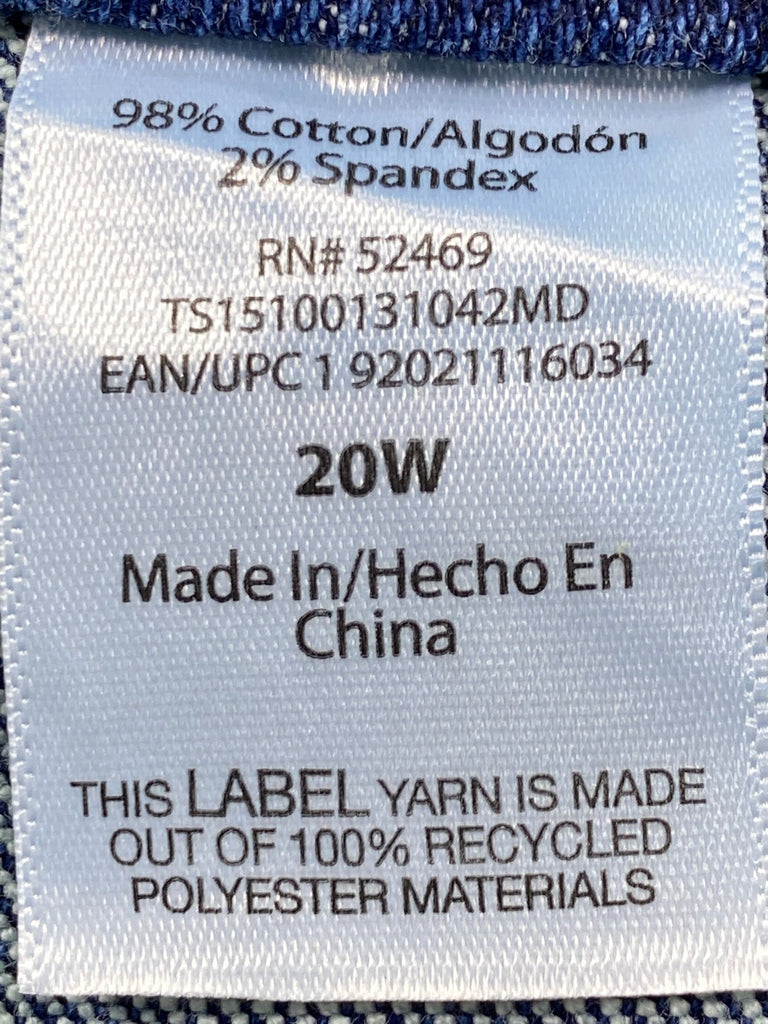 98% Cotton/Algodón
2% Spandex
RN# 52469
TS15100131042MD
EAN/UPC 1 92021116034
20W
Made In/Hecho En
China
THIS LABEL YARN IS MADE
OUT OF 100% RECYCLED
POLYESTER MATERIALS